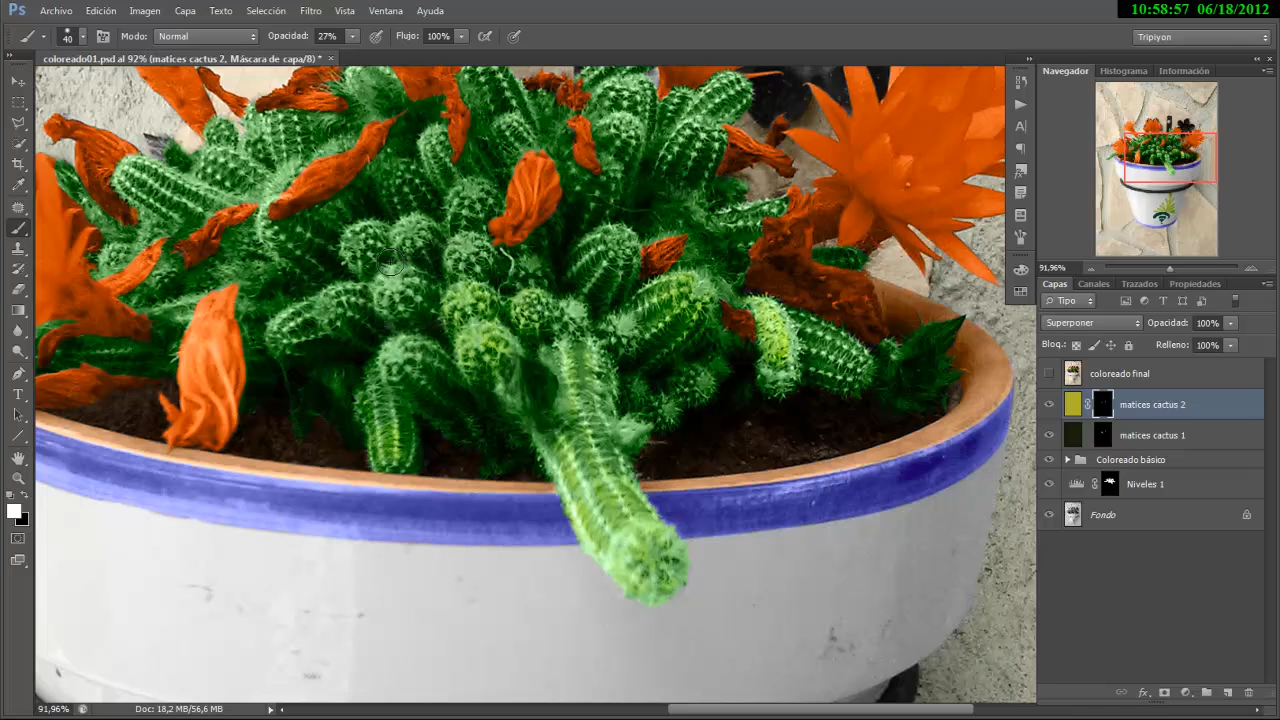 10:58:57 06/18/2012
Ps Archivo Edición Imagen Capa Texto Selección Filtro Vista Ventana Ayuda
40 Modo: Normal Opacidad: 27% Flujo: 100% Tripiyon
coloreado01.psd al 92% (matices cactus 2, Máscara de capa/8) * ×
Navegador Histograma Información
91,96%
Capas Canales Trazados Propiedades
Tipo
Superponer Opacidad: 100%
Bloq.: Relleno: 100%
coloreado final
matices cactus 2
matices cactus 1
Coloreado básico
Niveles 1
Fondo
91,96% Doc: 18,2 MB/56,6 MB